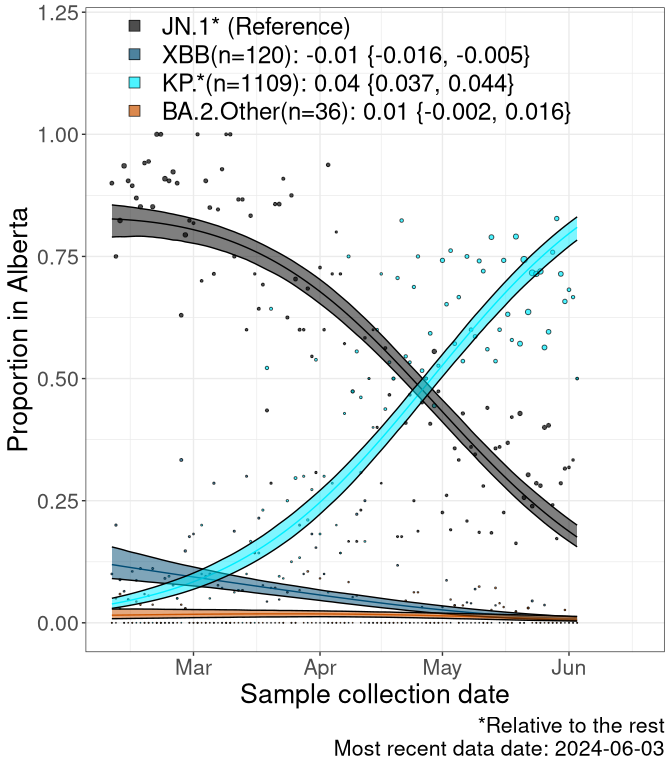 1.25
JN.1* (Reference)
XBB(n=120): -0.01 {-0.016, -0.005}
KP.*(n=1109): 0.04 {0.037, 0.044}
BA.2.Other(n=36): 0.01 {-0.002, 0.016}
1.00
0.75
0.50
0.25
0.00
Proportion in Alberta
Mar Apr May Jun
Sample collection date
*Relative to the rest
Most recent data date: 2024-06-03